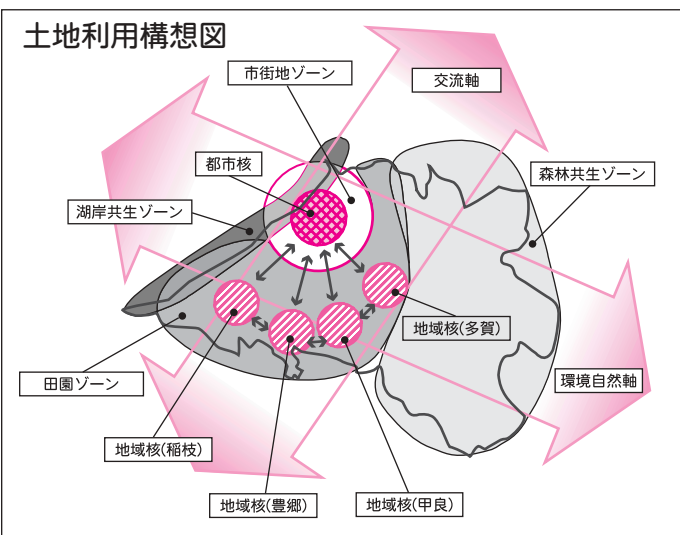 土地利用構想図
市街地ゾーン
交流軸
都市核
森林共生ゾーン
湖岸共生ゾーン
地域核(多賀)
田園ゾーン
環境自然軸
地域核(稲枝)
地域核(豊郷)
地域核(甲良)